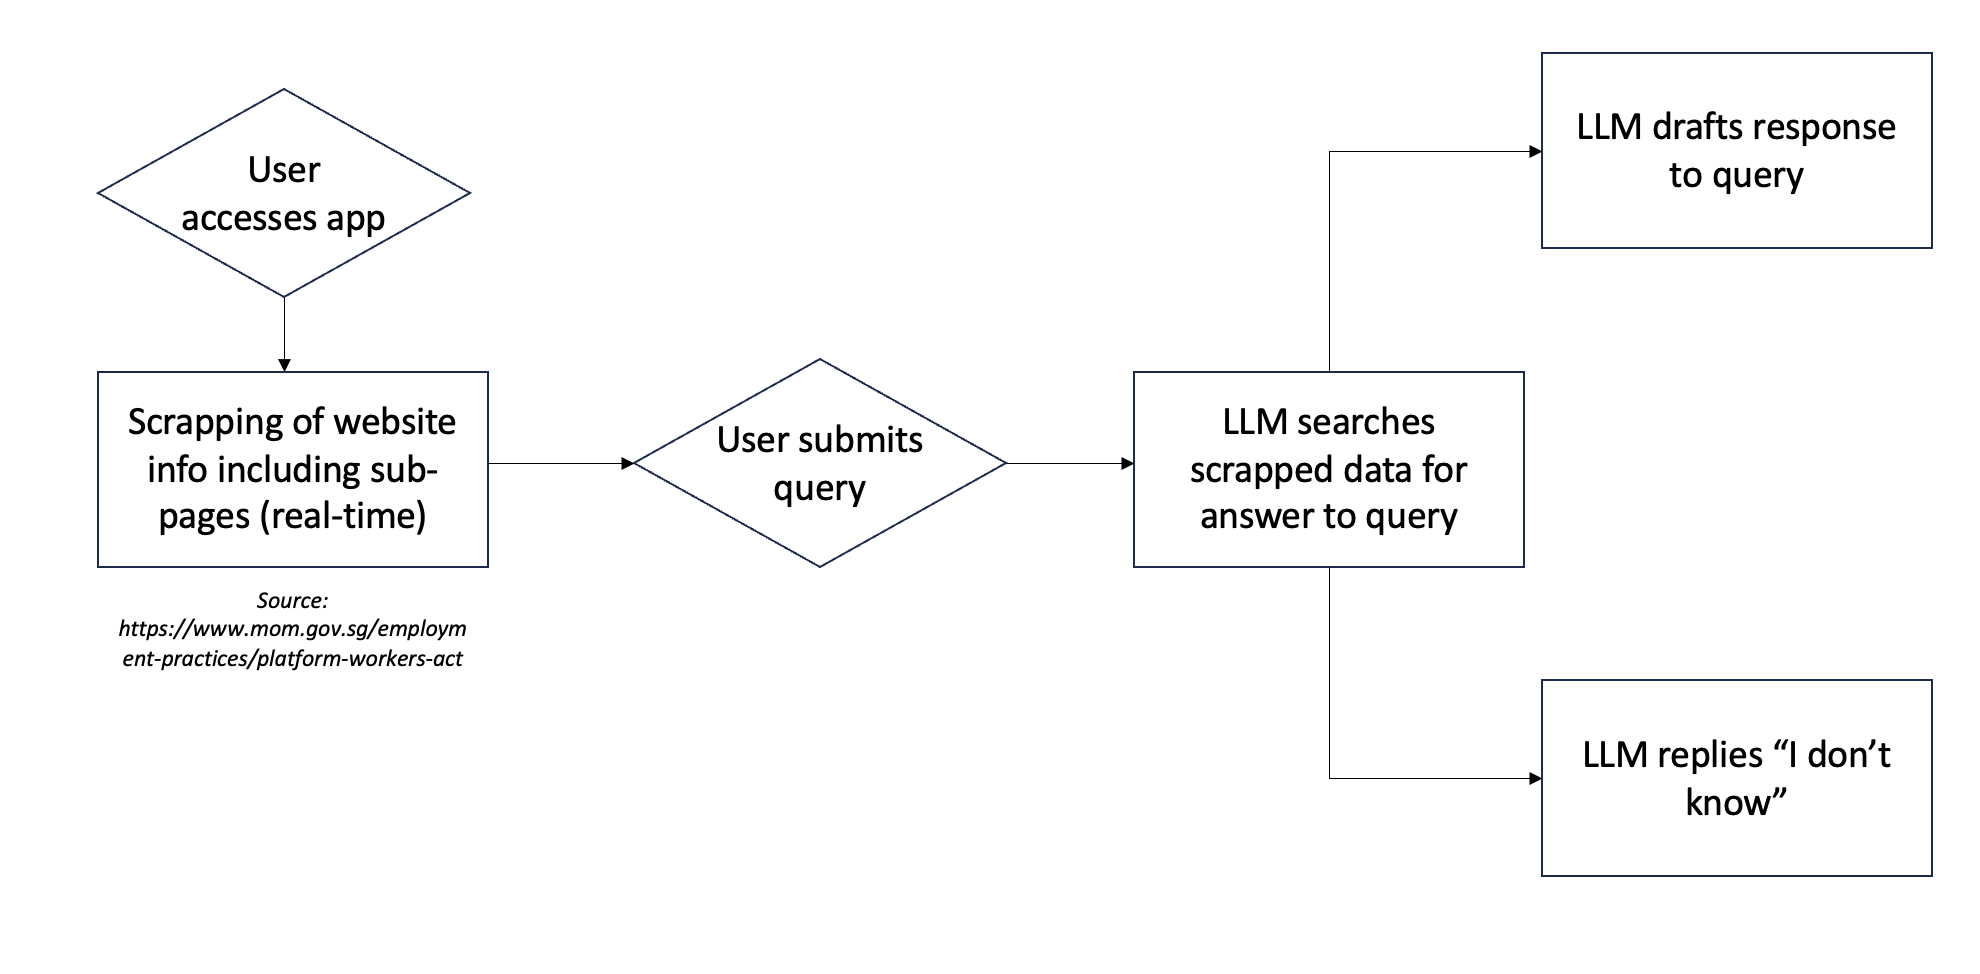 User
accesses app
Scrapping of website
info including sub-
pages (real-time)
Source:
https://www.mom.gov.sg/employm
ent-practices/platform-workers-act
User submits
query
LLM searches
scrapped data for
answer to query
LLM drafts response
to query
LLM replies “I don’t
know”